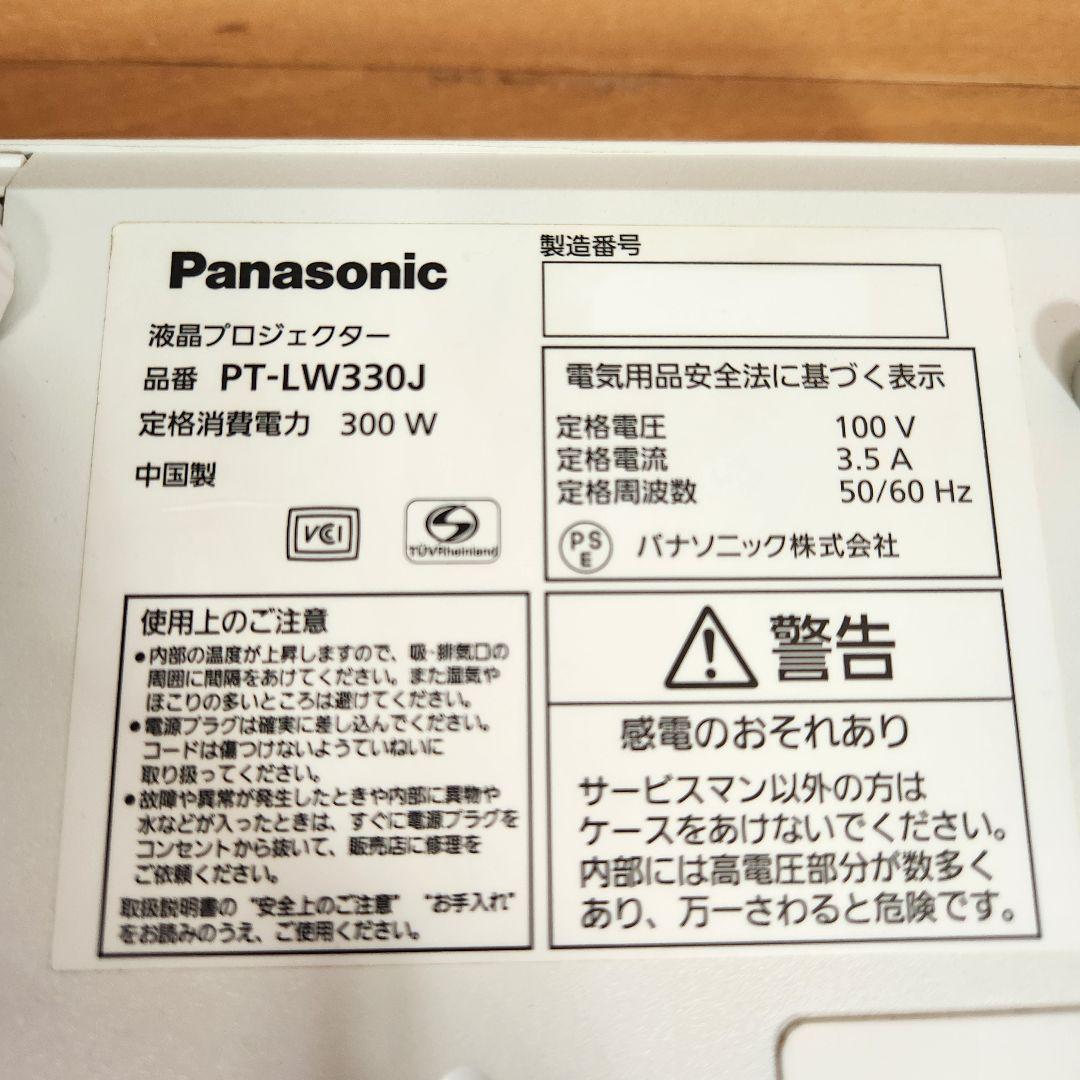 Panasonic
液晶プロジェクター
品番 PT-LW330J
定格消費電力 300 W
中国製
VCI
TÜVRheinland
製造番号
電気用品安全法に基づく表示
定格電圧 100 V
定格電流 3.5 A
定格周波数 50/60 Hz
PS
E
パナソニック株式会社
使用上のご注意
●内部の温度が上昇しますので、吸・排気口の
周囲に間隔をあけてください。また湿気や
ほこりの多いところは避けてください。
●電源プラグは確実に差し込んでください。
コードは傷つけないようていねいに
取り扱ってください。
●故障や異常が発生したときや内部に異物や
水などが入ったときは、すぐに電源プラグを
コンセントから抜いて、販売店に修理を
ご依頼ください。
取扱説明書の "安全上のご注意" "お手入れ"
をお読みのうえ、ご使用ください。
警告
感電のおそれあり
サービスマン以外の方は
ケースをあけないでください。
内部には高電圧部分が数多く
あり、万一さわると危険です。